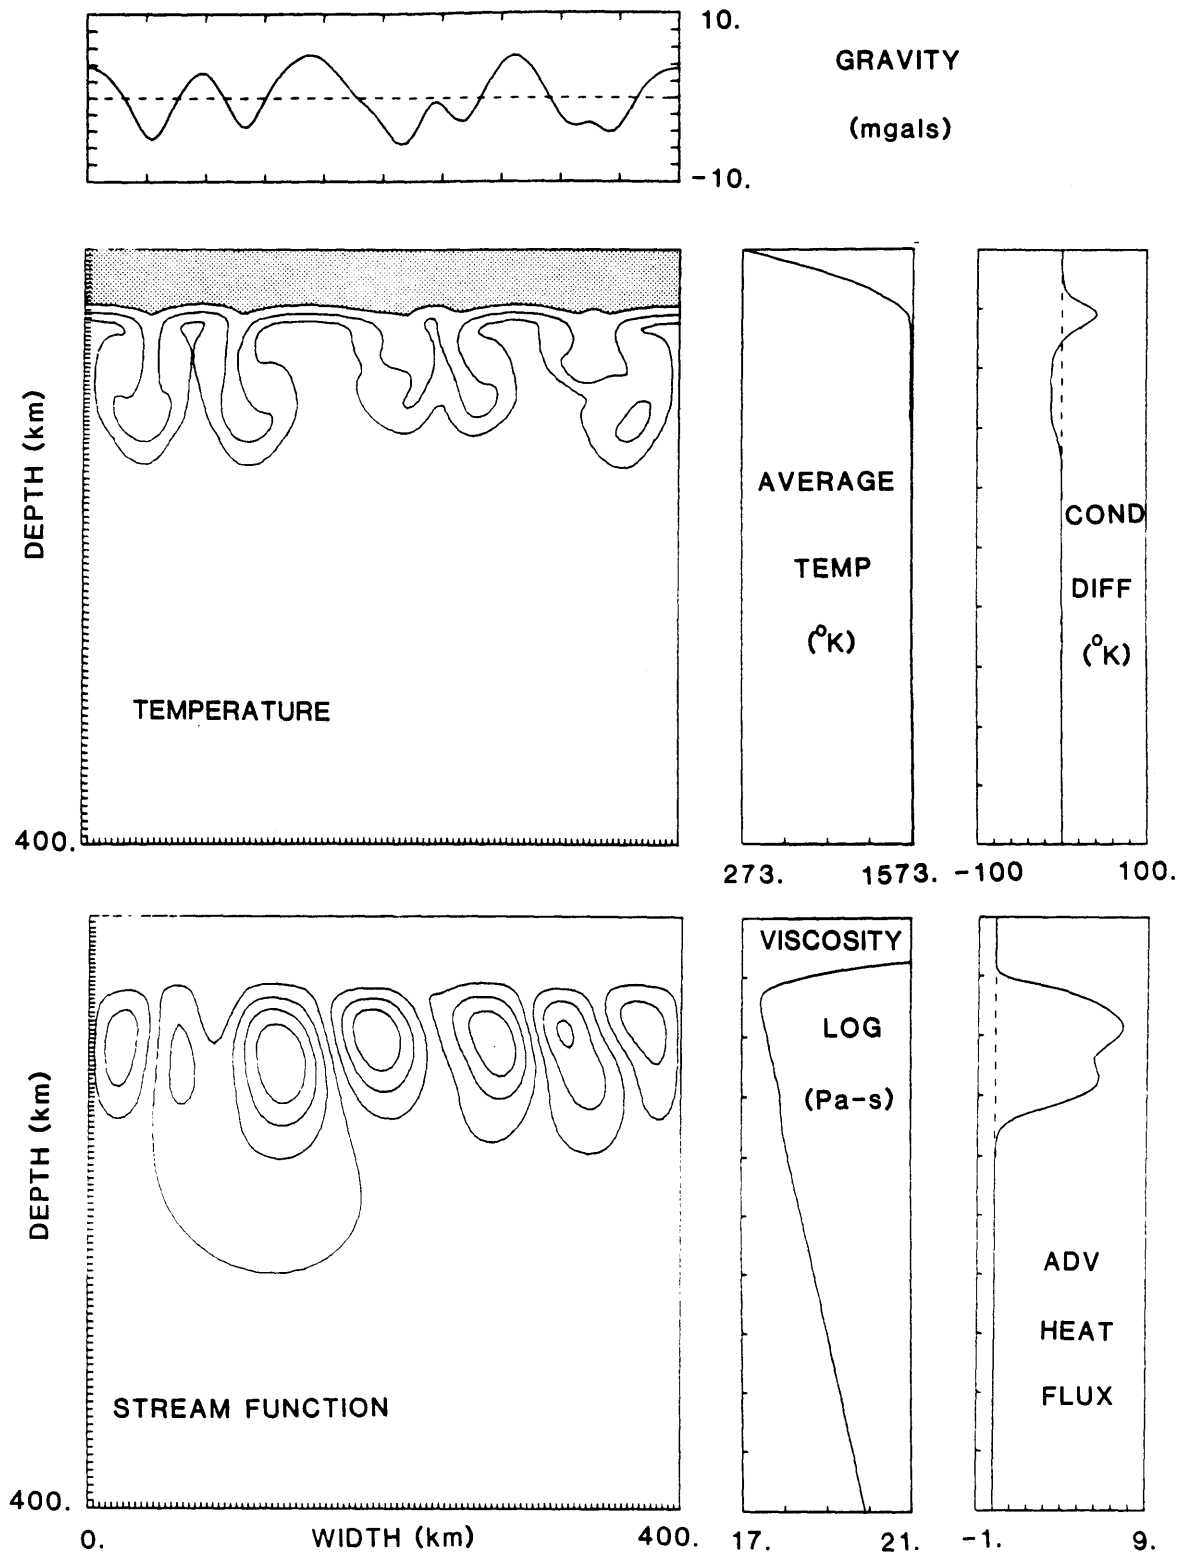 10.
GRAVITY
(mgals)
-10.
DEPTH (km)
AVERAGE
TEMP
(°K)
COND
DIFF
(°K)
TEMPERATURE
400.
273.
1573.
-100
100.
VISCOSITY
LOG
(Pa-s)
DEPTH (km)
ADV
HEAT
FLUX
STREAM FUNCTION
400.
0.
WIDTH (km)
400.
17.
21.
-1.
9.